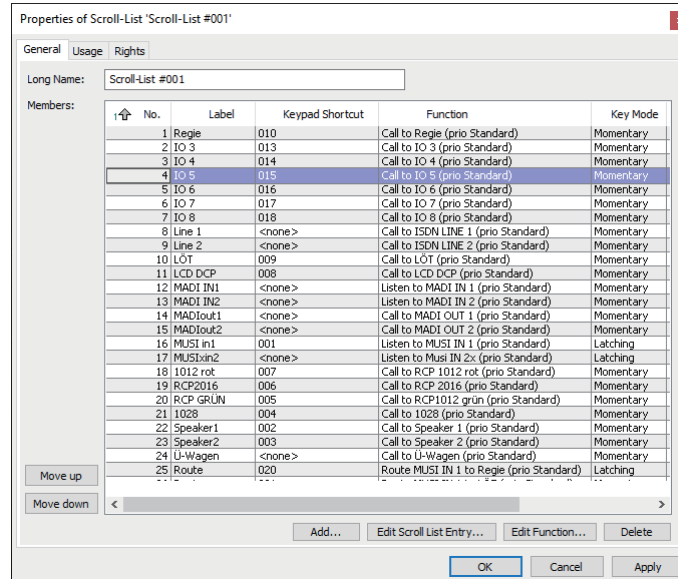 Properties of Scroll-List 'Scroll-List #001'
General Usage Rights
Long Name: Scroll-List #001
Members:
1 No. Label Keypad Shortcut Function Key Mode
1 Regie 010 Call to Regie (prio Standard) Momentary
2 IO 3 013 Call to IO 3 (prio Standard) Momentary
3 IO 4 014 Call to IO 4 (prio Standard) Momentary
4 IO 5 015 Call to IO 5 (prio Standard) Momentary
5 IO 6 016 Call to IO 6 (prio Standard) Momentary
6 IO 7 017 Call to IO 7 (prio Standard) Momentary
7 IO 8 018 Call to IO 8 (prio Standard) Momentary
8 Line 1 <none> Call to ISDN LINE 1 (prio Standard) Momentary
9 Line 2 <none> Call to ISDN LINE 2 (prio Standard) Momentary
10 LÖT 009 Call to LÖT (prio Standard) Momentary
11 LCD DCP 008 Call to LCD DCP (prio Standard) Momentary
12 MADI IN1 <none> Listen to MADI IN 1 (prio Standard) Momentary
13 MADI IN2 <none> Listen to MADI IN 2 (prio Standard) Momentary
14 MADIout1 <none> Call to MADI OUT 1 (prio Standard) Momentary
15 MADIout2 <none> Call to MADI OUT 2 (prio Standard) Momentary
16 MUSI in1 001 Listen to MUSI IN 1 (prio Standard) Latching
17 MUSIxin2 <none> Listen to Musi IN 2x (prio Standard) Latching
18 1012 rot 007 Call to RCP 1012 rot (prio Standard) Momentary
19 RCP2016 006 Call to RCP 2016 (prio Standard) Momentary
20 RCP GRÜN 005 Call to RCP1012 grün (prio Standard) Momentary
21 1028 004 Call to 1028 (prio Standard) Momentary
22 Speaker1 002 Call to Speaker 1 (prio Standard) Momentary
23 Speaker2 003 Call to Speaker 2 (prio Standard) Momentary
24 Ü-Wagen <none> Call to Ü-Wagen (prio Standard) Momentary
25 Route 020 Route MUSI IN 1 to Regie (prio Standard) Latching
Move up
Move down
Add... Edit Scroll List Entry... Edit Function... Delete
OK Cancel Apply